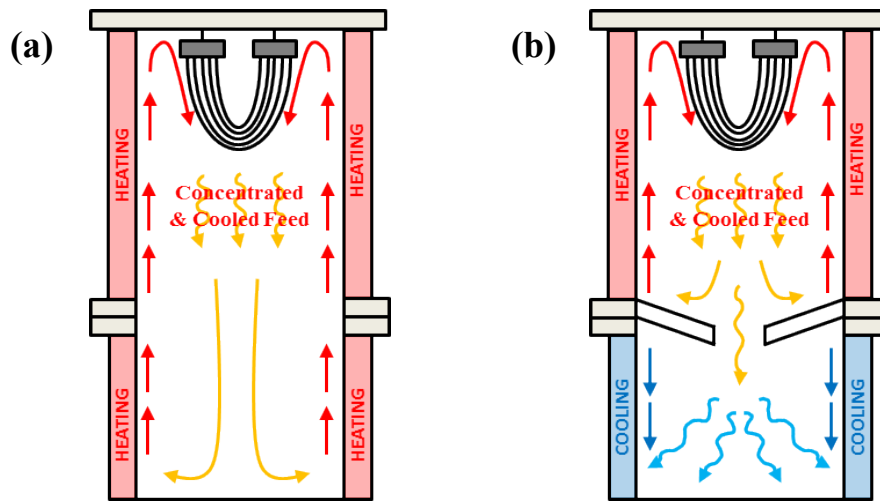 (a)
HEATING
HEATING
Concentrated
& Cooled Feed
HEATING
HEATING
(b)
HEATING
HEATING
Concentrated
& Cooled Feed
COOLING
COOLING